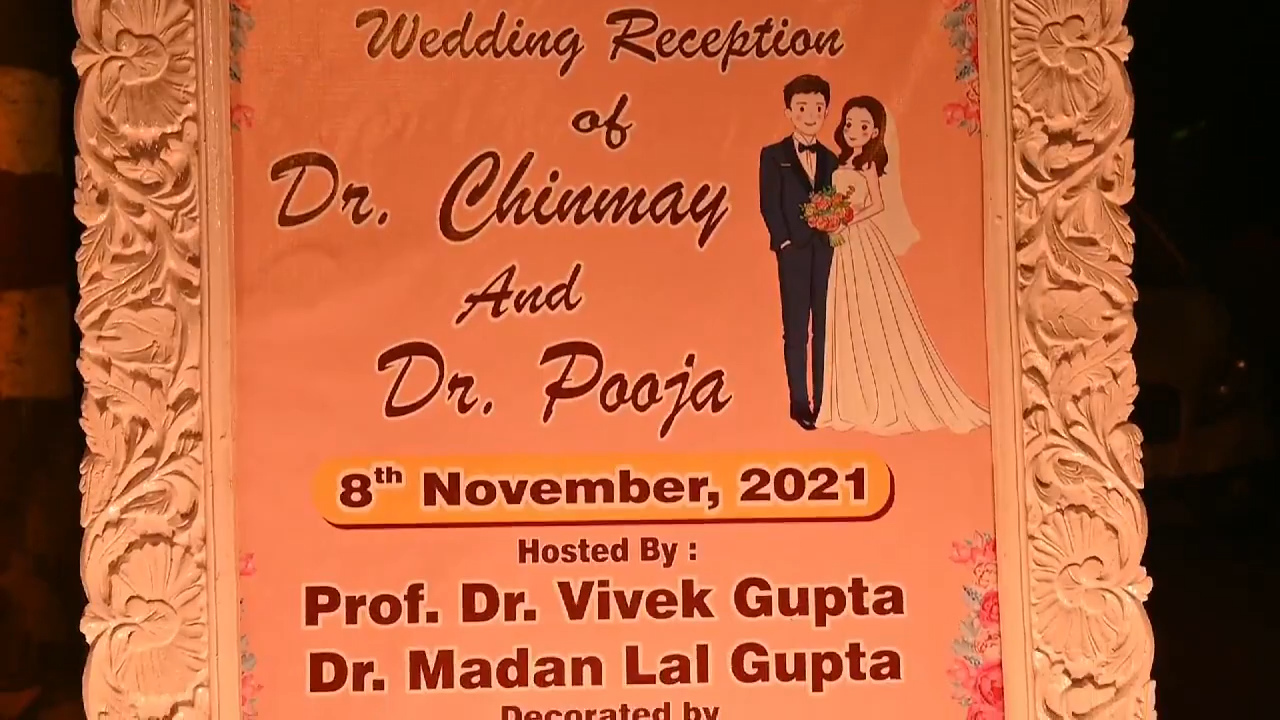 Wedding Reception
of
Dr. Chinmay
And
Dr. Pooja
8th November, 2021
Hosted By :
Prof. Dr. Vivek Gupta
Dr. Madan Lal Gupta
Decorated by